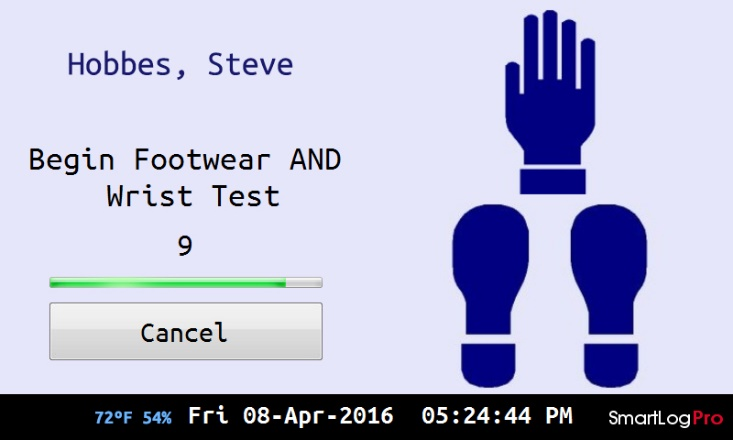 Hobbes, Steve
Begin Footwear AND
Wrist Test
9
Cancel
72°F 54% Fri 08-Apr-2016 05:24:44 PM SmartLogPro